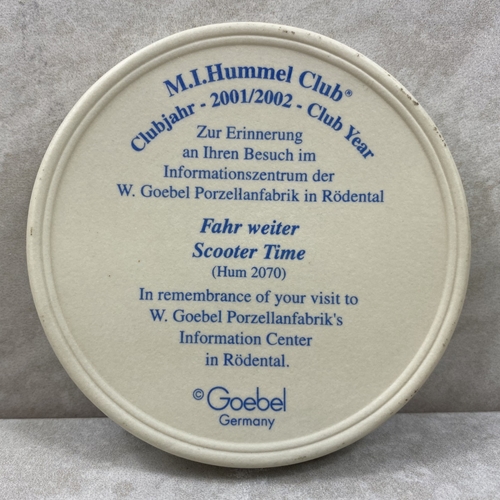 M.I.Hummel Club®
Clubjahr - 2001/2002 - Club Year
Zur Erinnerung
an Ihren Besuch im
Informationszentrum der
W. Goebel Porzellanfabrik in Rödental
Fahr weiter
Scooter Time
(Hum 2070)
In remembrance of your visit to
W. Goebel Porzellanfabrik's
Information Center
in Rödental.
© Goebel
Germany